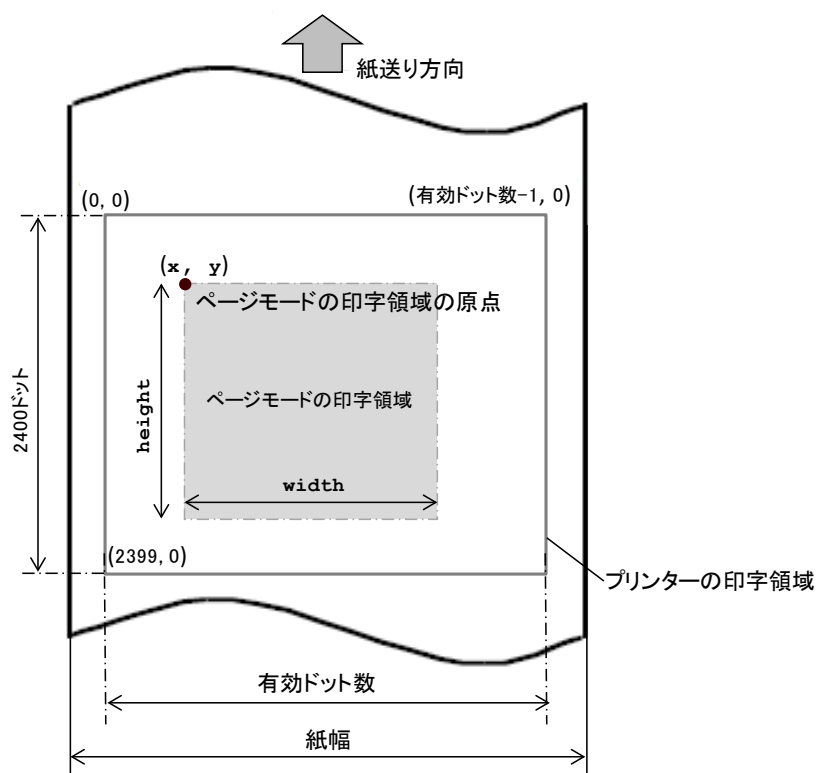 紙送り方向
(0, 0)
(有効ドット数-1, 0)
(x, y)
ページモードの印字領域の原点
2400ドット
height
ページモードの印字領域
width
(2399, 0)
プリンターの印字領域
有効ドット数
紙幅